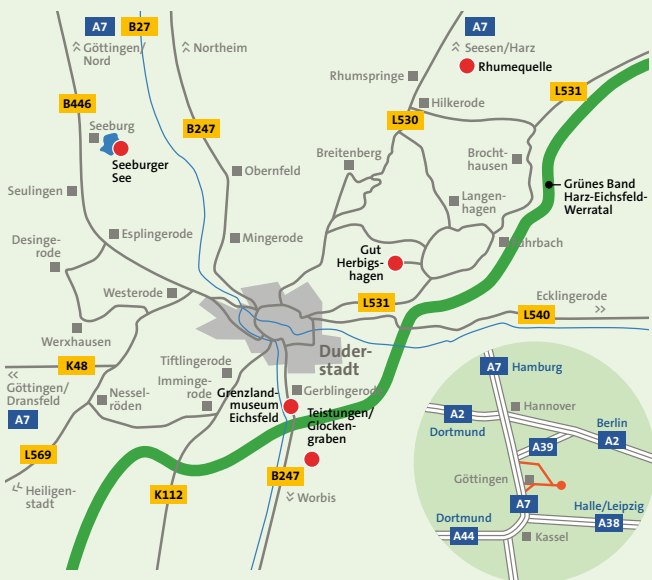 A7
B27
Göttingen/
Nord
Northeim
A7
Seesen/Harz
Rhumspringe
Rhumequelle
L531
B446
Hilkerode
Seeburg
B247
L530
Seeburger
See
Breitenberg
Brocht-
hausen
Obernfeld
Grünes Band
Harz-Eichsfeld-
Werratal
Seulingen
Langen-
hagen
Esplingerode
Mingerode
Desinge-
rode
Gut
Herbigs-
hagen
Fuhrbach
Westerode
L531
Ecklingerode
L540
Werxhausen
K48
Duder-
stadt
Göttingen/
Dransfeld
A7
Tiftlingerode
Imminge-
rode
Nessel-
röden
Grenzland-
museum
Eichsfeld
Gerblingerode
Teistungen/
Glocken-
graben
L569
Heiligen-
stadt
K112
B247
Worbis
A7
Hamburg
A2
Dortmund
Hannover
Berlin
A2
A39
Göttingen
A7
Halle/Leipzig
A38
Dortmund
A44
Kassel